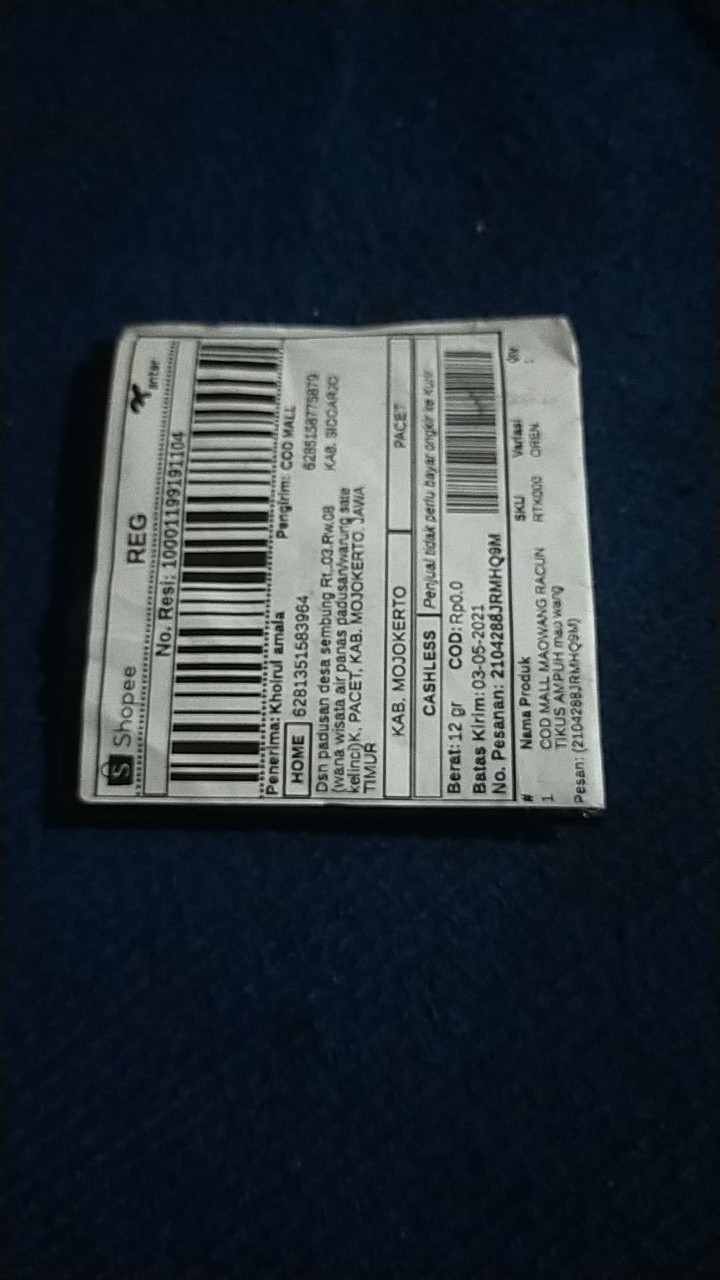 Shopee
REG
anter
No. Resi: 10001199191104
Penerima: Khoirul amala
Pengirim: COD MALL
HOME
6281351583964
6285158775879
KAB. SIDOARJO
Dsn padusan desa sembung Rt..03.Rw.08
(wana wisata air panas padusan/warung sate
kelinci)K, PACET, KAB. MOJOKERTO, JAWA
TIMUR
KAB. MOJOKERTO
PACET
CASHLESS
Penjual tidak perlu bayar ongkir ke Kurir
Berat: 12 gr COD: Rp0.0
Batas Kirim: 03-05-2021
No. Pesanan: 2104288JRMHQ9M
# Nama Produk SKU Variasi Qty
1 COD MALL MAOWANG RACUN RTK000 OREN 1
TIKUS AMPUH mao wang
Pesan: (2104288JRMHQ9M)